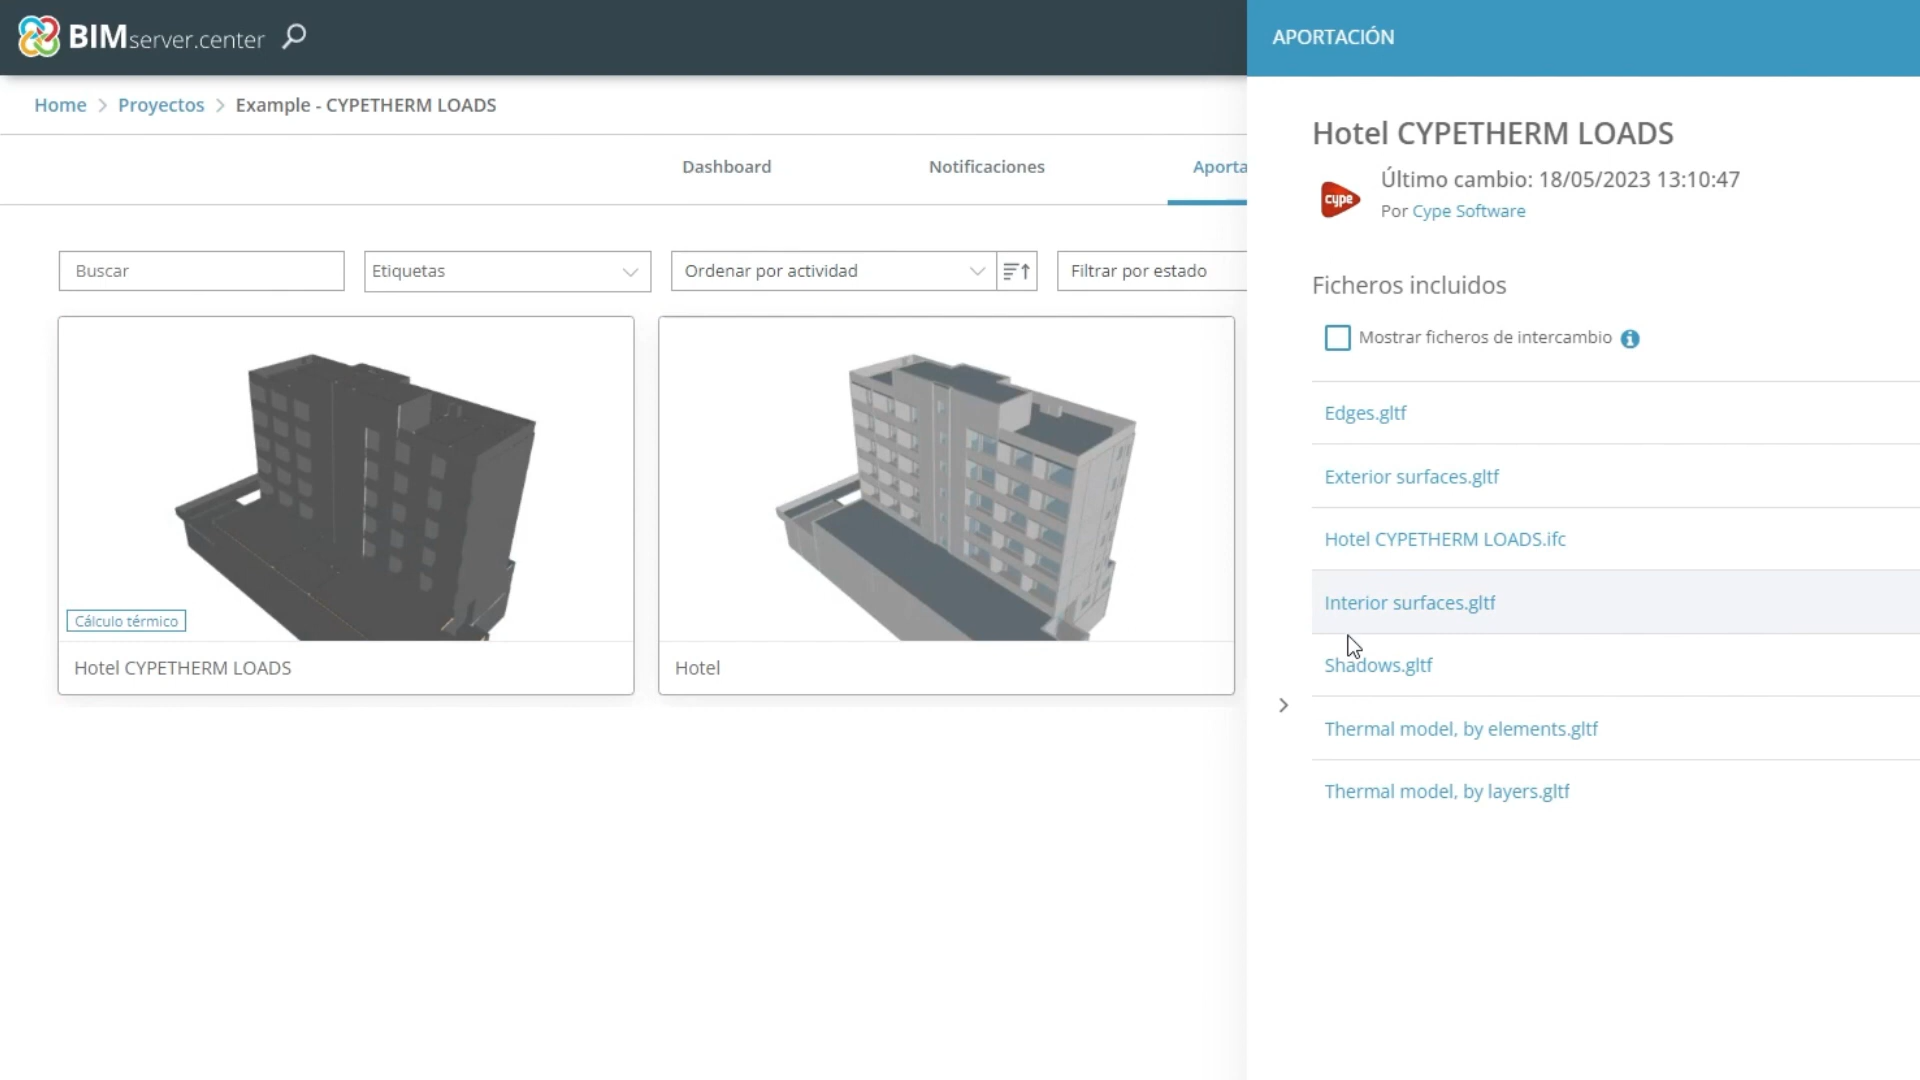 BIMserver.center
APORTACIÓN
Home > Proyectos > Example - CYPETHERM LOADS
Dashboard
Notificaciones
Aporta
Buscar
Etiquetas
Ordenar por actividad
Filtrar por estado
Cálculo térmico
Hotel CYPETHERM LOADS
Hotel
Hotel CYPETHERM LOADS
cype
Último cambio: 18/05/2023 13:10:47
Por Cype Software
Ficheros incluidos
Mostrar ficheros de intercambio
Edges.gltf
Exterior surfaces.gltf
Hotel CYPETHERM LOADS.ifc
Interior surfaces.gltf
Shadows.gltf
Thermal model, by elements.gltf
Thermal model, by layers.gltf